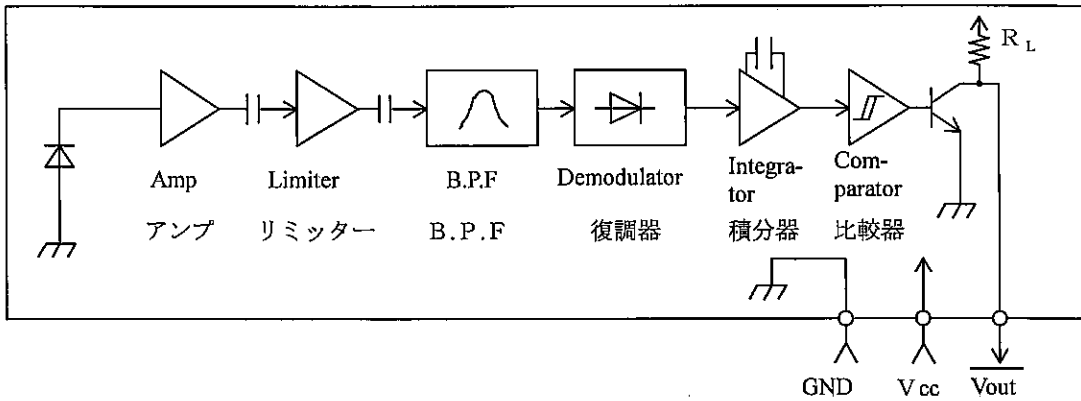 R L
Amp
Limiter
B.P.F
Demodulator
Integra-
tor
Com-
parator
アンプ
リミッター
B.P.F
復調器
積分器
比較器
GND
Vcc
Vout